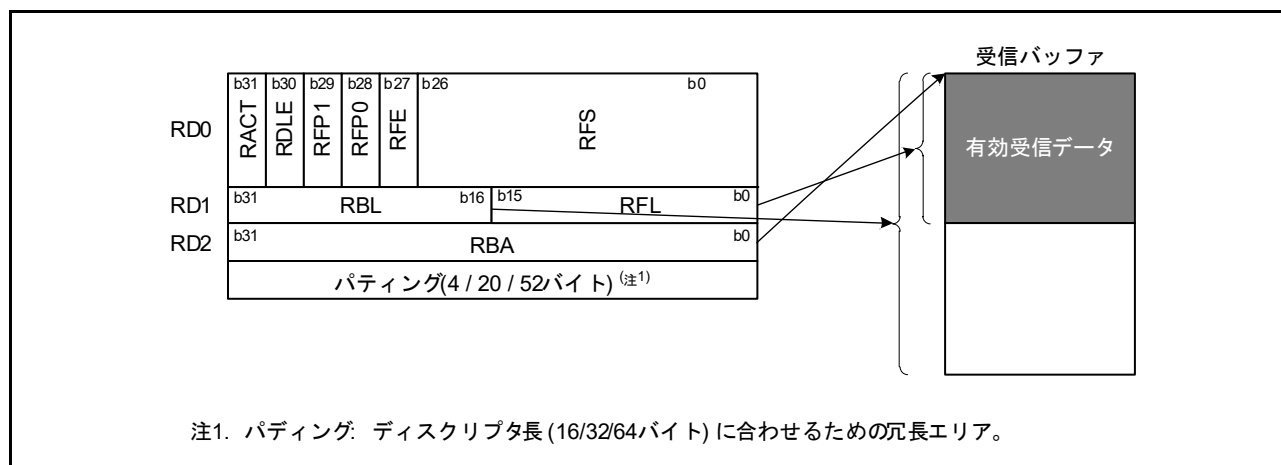 受信バッファ
b31 b30 b29 b28 b27 b26 b0
RD0 RACT RDLE RFP1 RFP0 RFE RFS
有効受信データ
RD1 b31 RBL b16 b15 RFL b0
RD2 b31 RBA b0
パティング(4 / 20 / 52バイト) (注1)
注1. パディング: ディスクリプタ長 (16/32/64バイト) に合わせるための冗長エリア。